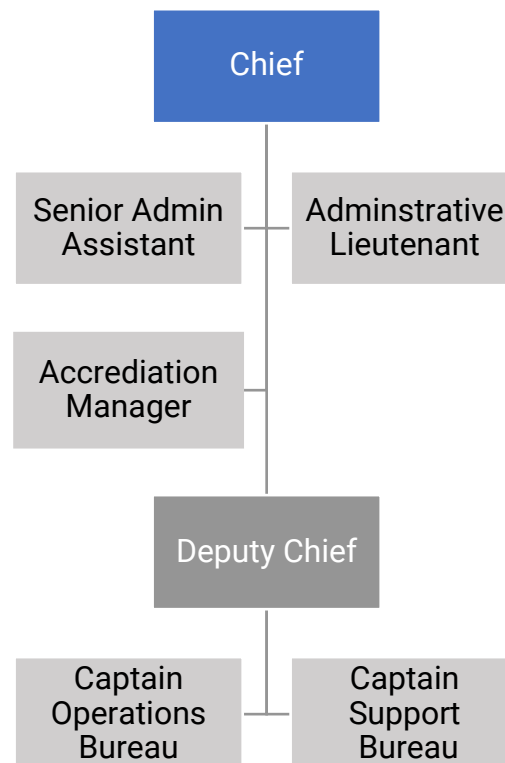 Chief
Senior Admin
Assistant
Adminstrative
Lieutenant
Accrediation
Manager
Deputy Chief
Captain
Operations
Bureau
Captain
Support
Bureau